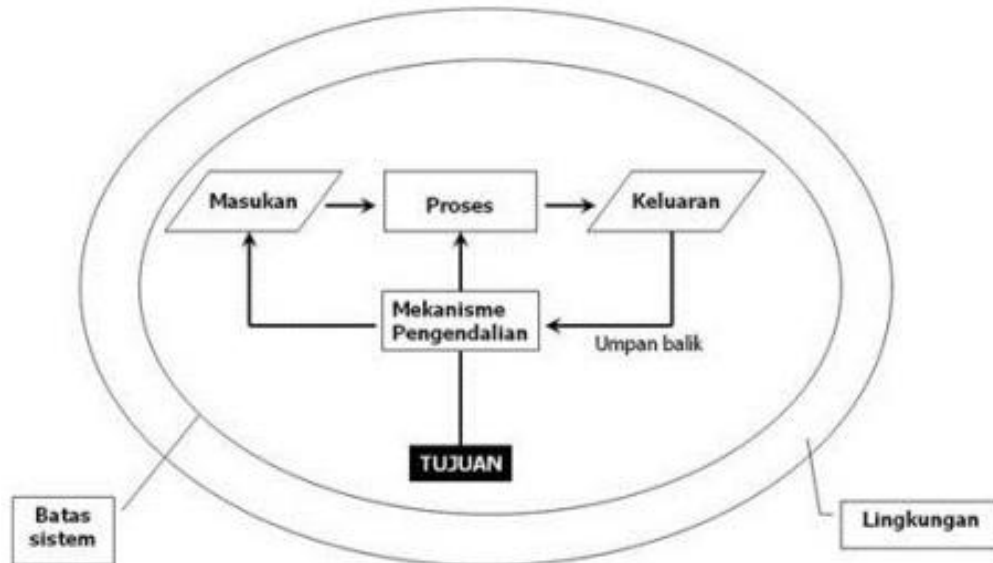 Masukan
Proses
Keluaran
Mekanisme
Pengendalian
Umpan balik
TUJUAN
Batas
sistem
Lingkungan